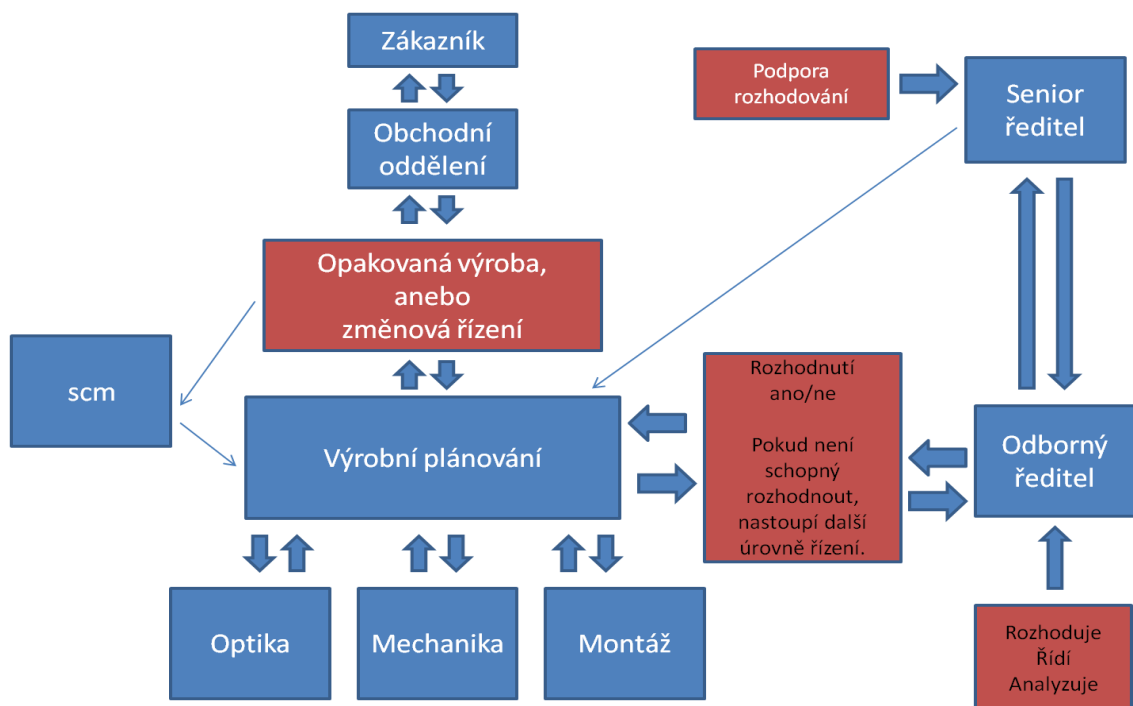 Zákazník
Podpora
rozhodování
Senior
ředitel
Obchodní
oddělení
Opakovaná výroba,
anebo
změnová řízení
scm
Výrobní plánování
Rozhodnutí
ano/ne
Pokud není
schopný
rozhodnout,
nastoupí další
úrovně řízení.
Odborný
ředitel
Optika
Mechanika
Montáž
Rozhoduje
Řídí
Analyzuje